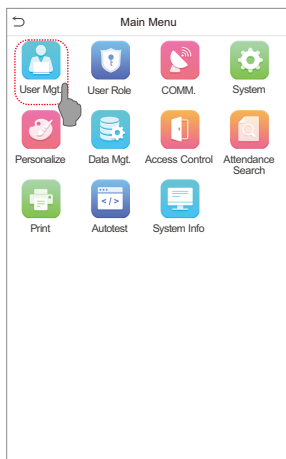 Main Menu
User Mgt.
User Role
COMM.
System
Personalize
Data Mgt.
Access Control
Attendance
Search
Print
</>
Autotest
System Info